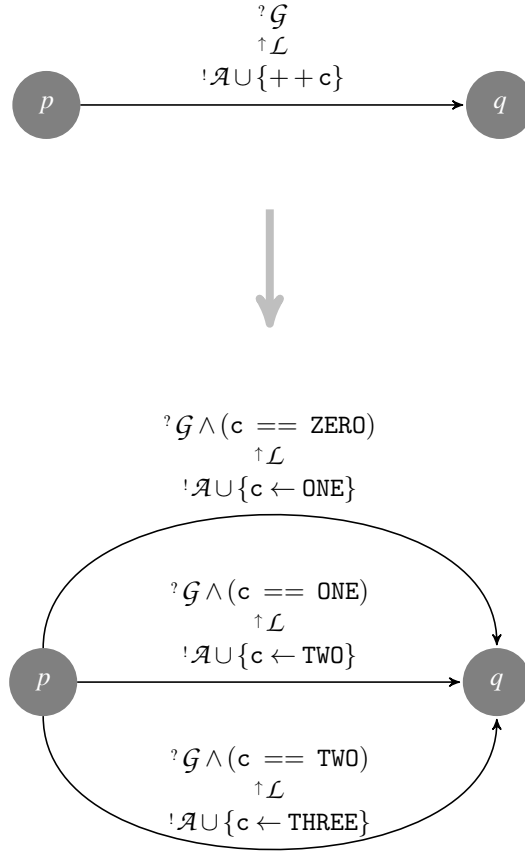 ? 𝒢
↑ ℒ
! 𝒜 ∪ {+ + c}
p
q
? 𝒢 ∧ (c == ZERO)
↑ ℒ
! 𝒜 ∪ {c ← ONE}
? 𝒢 ∧ (c == ONE)
↑ ℒ
! 𝒜 ∪ {c ← TWO}
p
q
? 𝒢 ∧ (c == TWO)
↑ ℒ
! 𝒜 ∪ {c ← THREE}